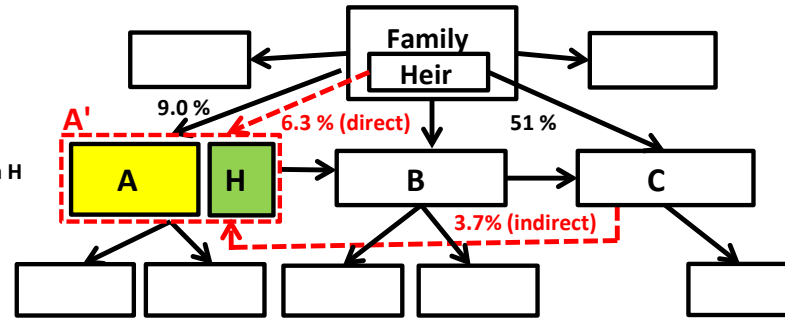 Family
Heir
9.0 %
A'
6.3 % (direct)
51 %
H
A
H
B
C
3.7% (indirect)